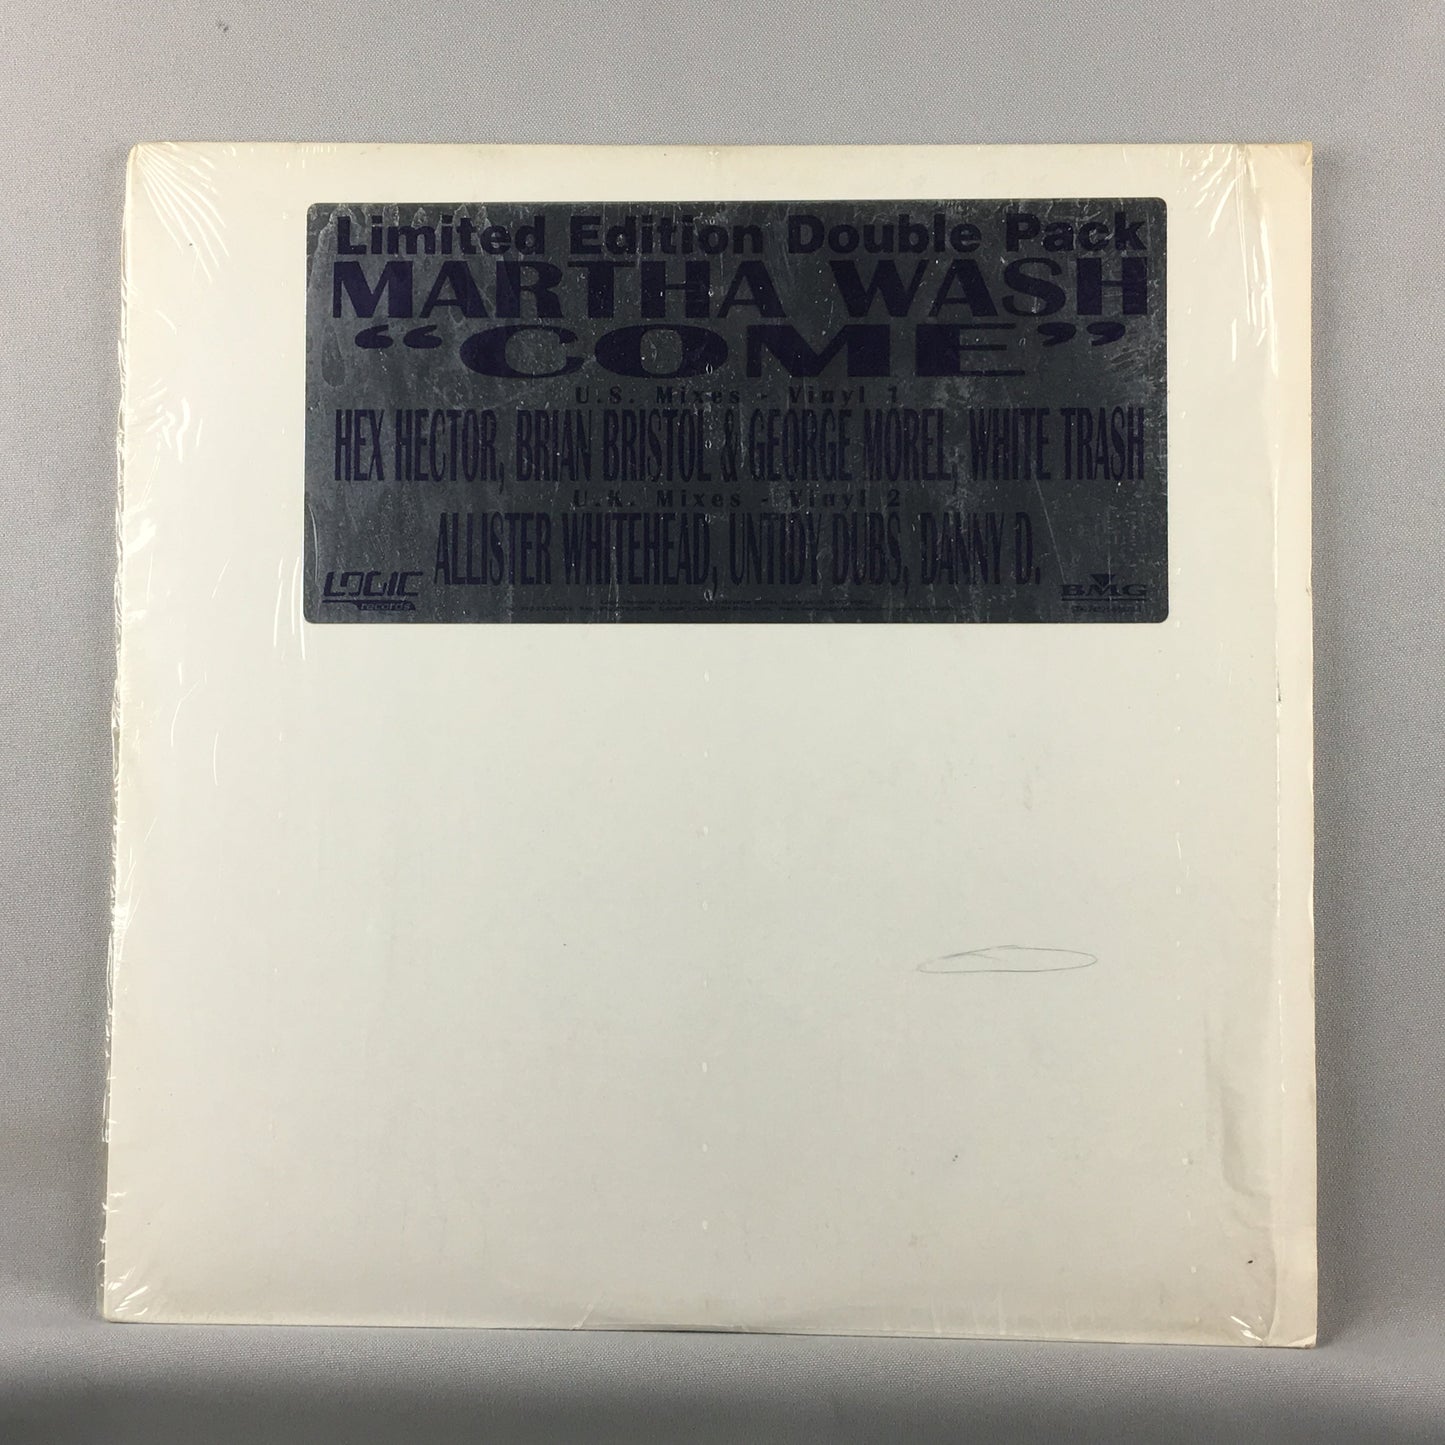 Limited Edition Double Pack
MARTHA WASH
“COME”
U.S. Mixes - Vinyl 1
HEX HECTOR, BRIAN BRISTOL & GEORGE MOREL, WHITE TRASH
U.K. Mixes - Vinyl 2
ALLISTER WHITEHEAD, UNTIDY DUBS, DANNY D.
LOGIC
records
BMG